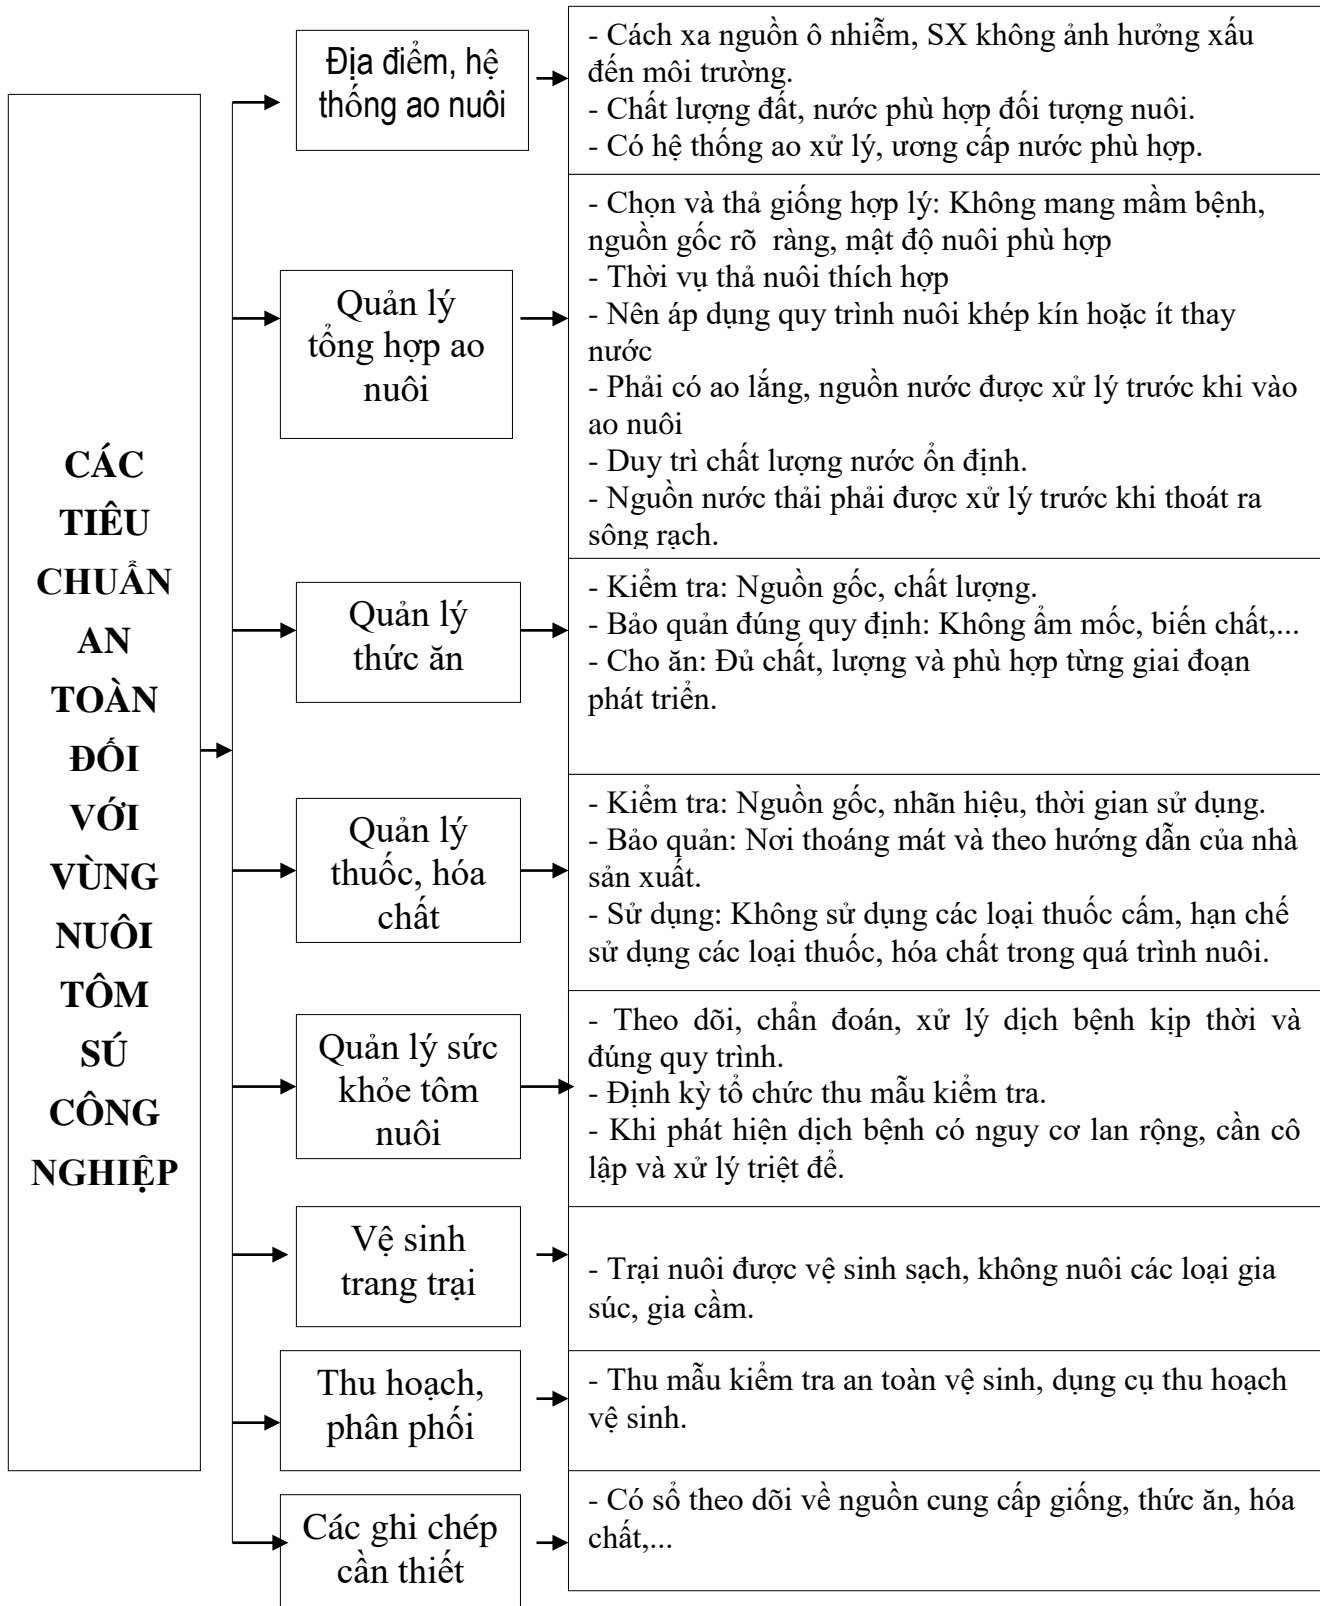 CÁC
TIÊU
CHUẨN
AN
TOÀN
ĐỐI
VỚI
VÙNG
NUÔI
TÔM
SÚ
CÔNG
NGHIỆP
Địa điểm, hệ
thống ao nuôi
- Cách xa nguồn ô nhiễm, SX không ảnh hưởng xấu
đến môi trường.
- Chất lượng đất, nước phù hợp đối tượng nuôi.
- Có hệ thống ao xử lý, ương cấp nước phù hợp.
Quản lý
tổng hợp ao
nuôi
- Chọn và thả giống hợp lý: Không mang mầm bệnh,
nguồn gốc rõ ràng, mật độ nuôi phù hợp
- Thời vụ thả nuôi thích hợp
- Nên áp dụng quy trình nuôi khép kín hoặc ít thay
nước
- Phải có ao lắng, nguồn nước được xử lý trước khi vào
ao nuôi
- Duy trì chất lượng nước ổn định.
- Nguồn nước thải phải được xử lý trước khi thoát ra
sông rạch.
Quản lý
thức ăn
- Kiểm tra: Nguồn gốc, chất lượng.
- Bảo quản đúng quy định: Không ẩm mốc, biến chất,...
- Cho ăn: Đủ chất, lượng và phù hợp từng giai đoạn
phát triển.
Quản lý
thuốc, hóa
chất
- Kiểm tra: Nguồn gốc, nhãn hiệu, thời gian sử dụng.
- Bảo quản: Nơi thoáng mát và theo hướng dẫn của nhà
sản xuất.
- Sử dụng: Không sử dụng các loại thuốc cấm, hạn chế
sử dụng các loại thuốc, hóa chất trong quá trình nuôi.
Quản lý sức
khỏe tôm
nuôi
- Theo dõi, chẩn đoán, xử lý dịch bệnh kịp thời và
đúng quy trình.
- Định kỳ tổ chức thu mẫu kiểm tra.
- Khi phát hiện dịch bệnh có nguy cơ lan rộng, cần cô
lập và xử lý triệt để.
Vệ sinh
trang trại
- Trại nuôi được vệ sinh sạch, không nuôi các loại gia
súc, gia cầm.
Thu hoạch,
phân phối
- Thu mẫu kiểm tra an toàn vệ sinh, dụng cụ thu hoạch
vệ sinh.
Các ghi chép
cần thiết
- Có sổ theo dõi về nguồn cung cấp giống, thức ăn, hóa
chất,...